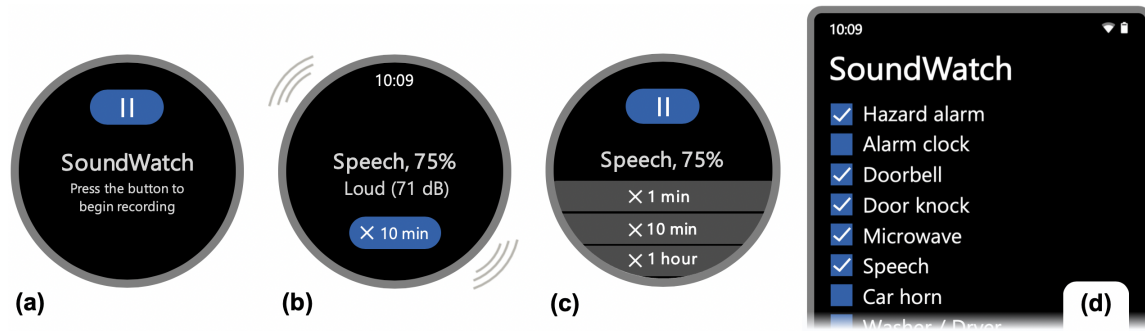 SoundWatch
Press the button to
begin recording
(a)
10:09
Speech, 75%
Loud (71 dB)
× 10 min
(b)
Speech, 75%
× 1 min
× 10 min
× 1 hour
(c)
10:09
SoundWatch
Hazard alarm
Alarm clock
Doorbell
Door knock
Microwave
Speech
Car horn
Washer / Dryer
(d)